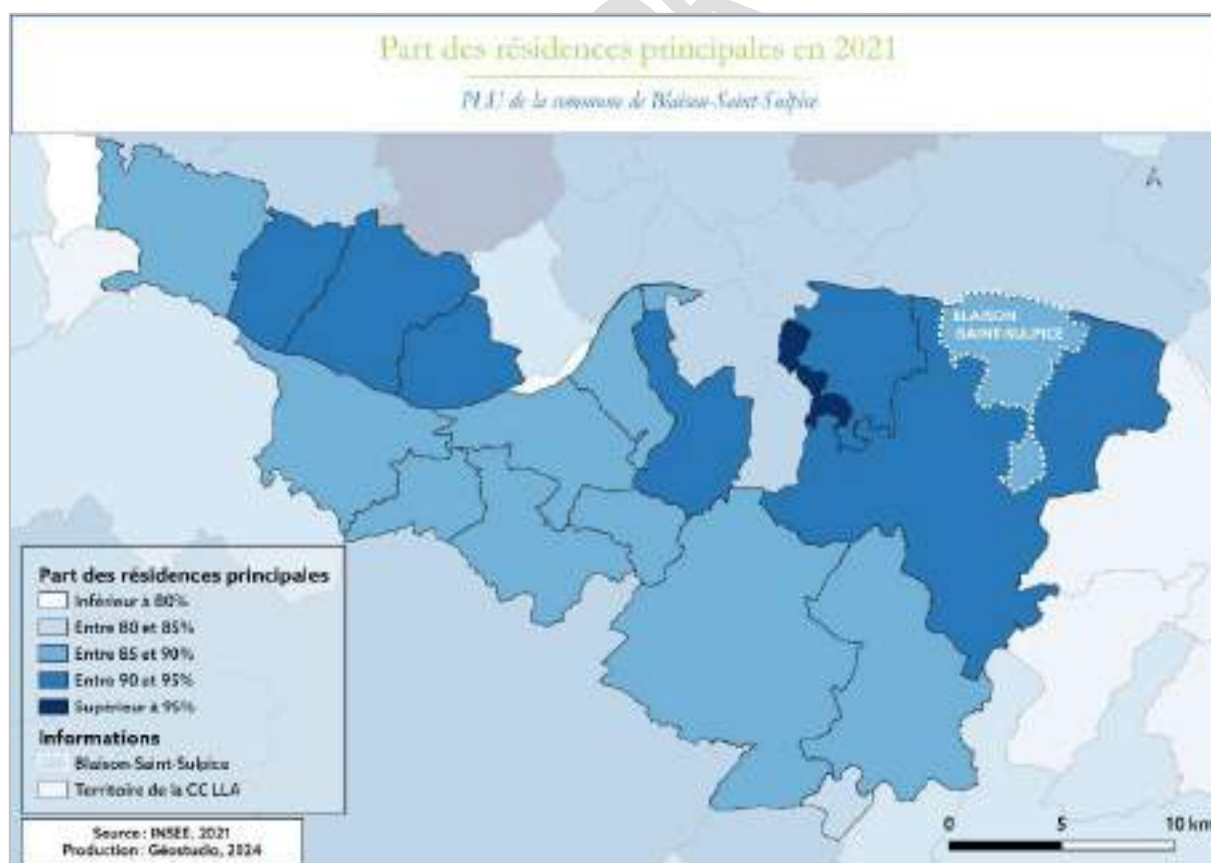 Part des résidences principales en 2021
PLU de la commune de Blaison-Saint-Sulpice
BLAISON
SAINT-SULPICE
Part des résidences principales
Inférieur à 80%
Entre 80 et 85%
Entre 85 et 90%
Entre 90 et 95%
Supérieur à 95%
Informations
Blaison-Saint-Sulpice
Territoire de la CC LLA
Source : INSEE, 2021
Production : Géostudio, 2024
0 5 10 km